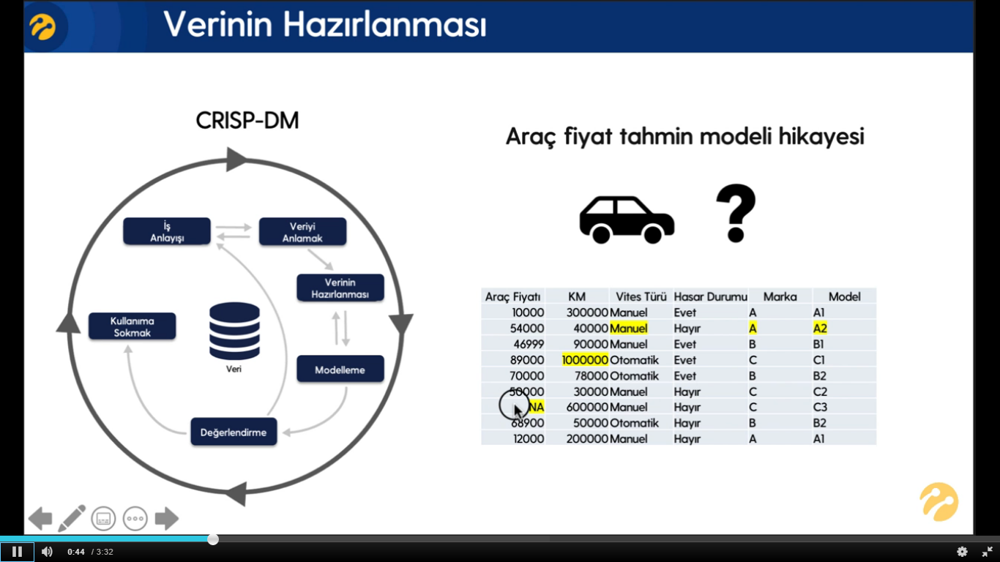 Verinin Hazırlanması
CRISP-DM
İş
Anlayışı
Veriyi
Anlamak
Verinin
Hazırlanması
Kullanıma
Sokmak
Veri
Modelleme
Değerlendirme
Araç fiyat tahmin modeli hikayesi
?
Araç Fiyatı KM Vites Türü Hasar Durumu Marka Model
10000 300000 Manuel Evet A A1
54000 40000 Manuel Hayır A A2
46999 90000 Manuel Evet B B1
89000 1000000 Otomatik Evet C C1
70000 78000 Otomatik Evet B B2
50000 30000 Manuel Hayır C C2
NA 600000 Manuel Hayır C C3
68900 50000 Otomatik Hayır B B2
12000 200000 Manuel Hayır A A1
0:44 / 3:32